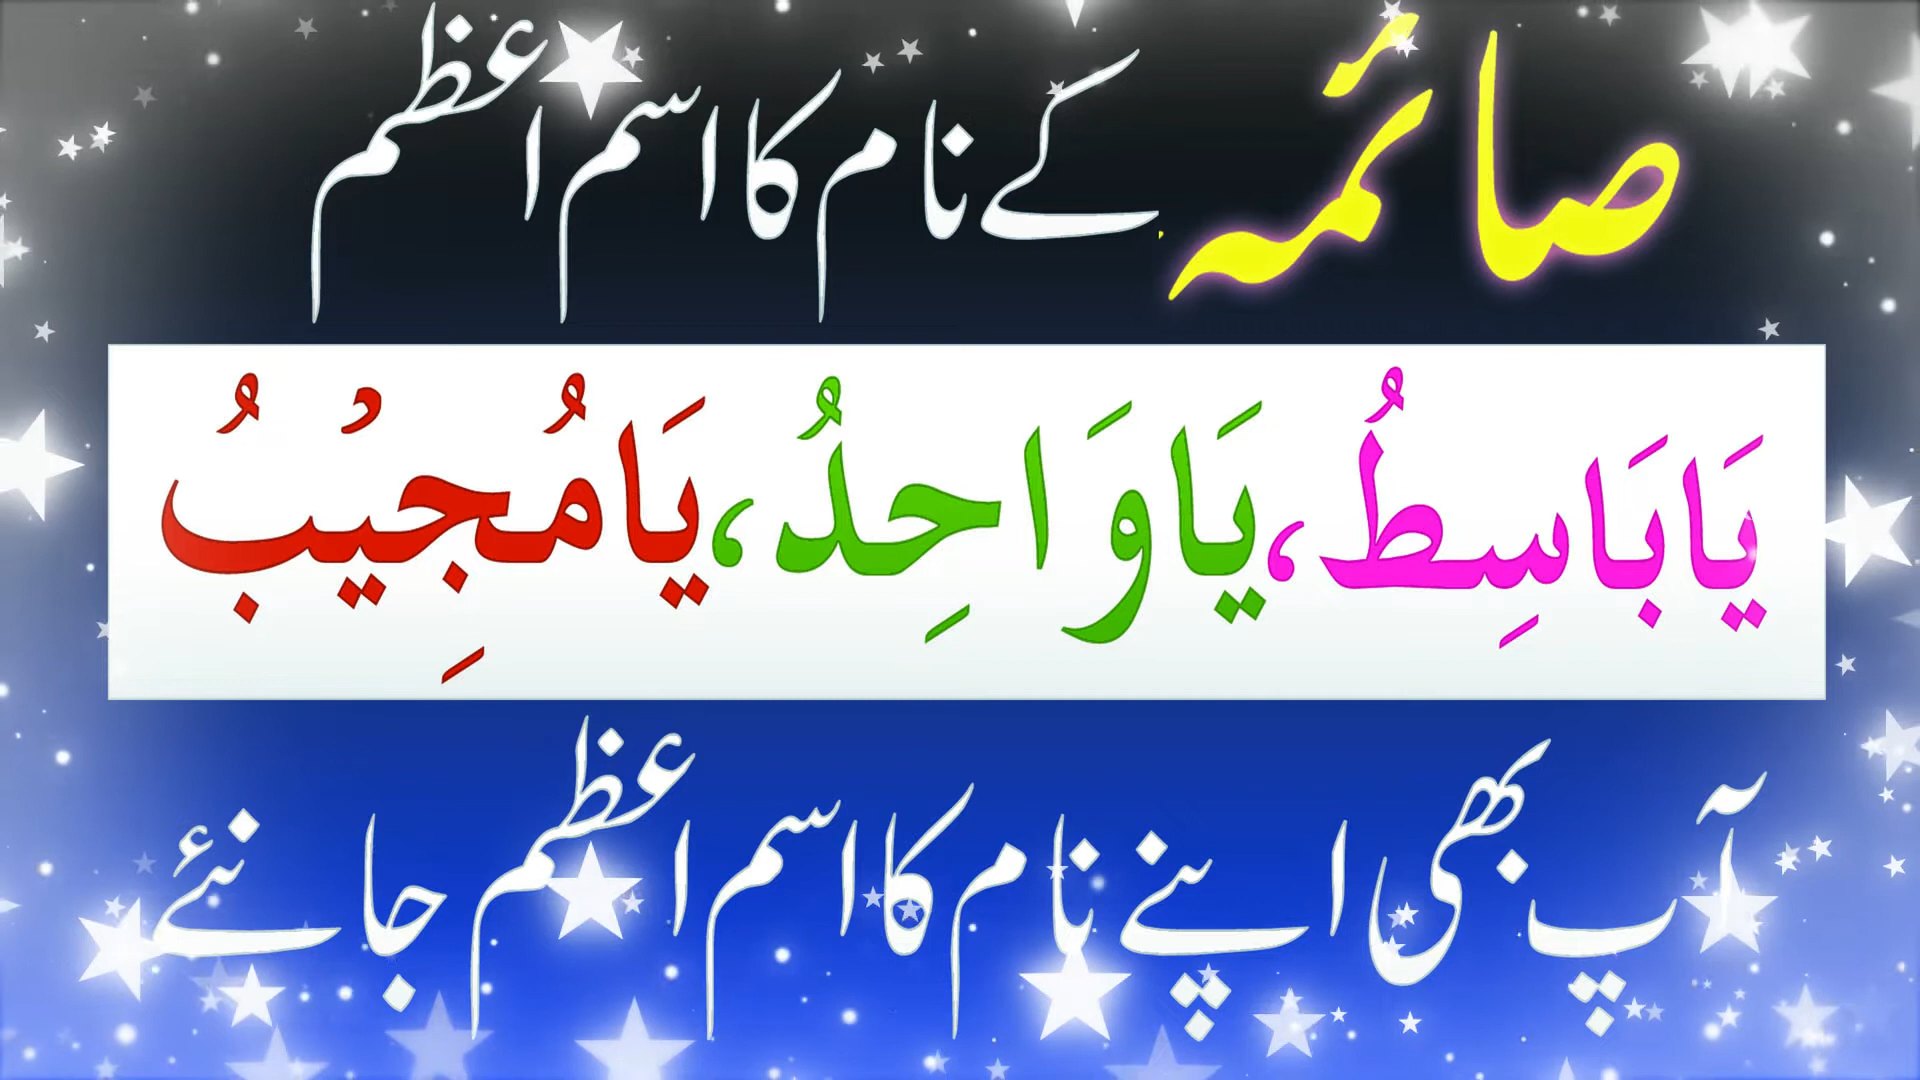 صائمہ کے نام کا اسم اعظم
یَابَاسِطُ، یَاوَاحِدُ، یَامُجِیْبُ
آپ بھی اپنے نام کا اسم اعظم جانئے